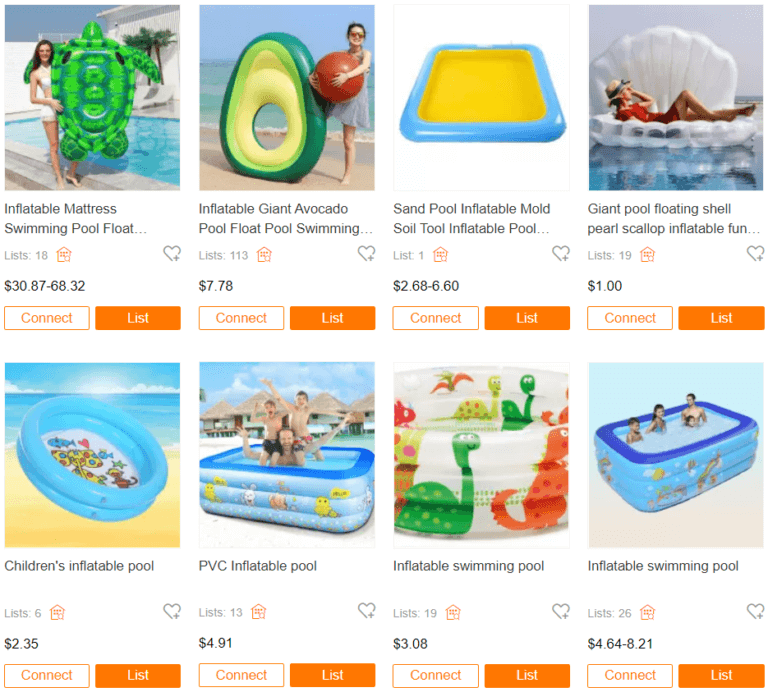 Inflatable Mattress
Swimming Pool Float...
Inflatable Giant Avocado
Pool Float Pool Swimming...
Sand Pool Inflatable Mold
Soil Tool Inflatable Pool...
Giant pool floating shell
pearl scallop inflatable fun...
Lists: 18
Lists: 113
List: 1
Lists: 19
$30.87-68.32
$7.78
$2.68-6.60
$1.00
Connect
List
Connect
List
Connect
List
Connect
List
Children's inflatable pool
PVC Inflatable pool
Inflatable swimming pool
Inflatable swimming pool
Lists: 6
Lists: 13
Lists: 19
Lists: 26
$2.35
$4.91
$3.08
$4.64-8.21
Connect
List
Connect
List
Connect
List
Connect
List